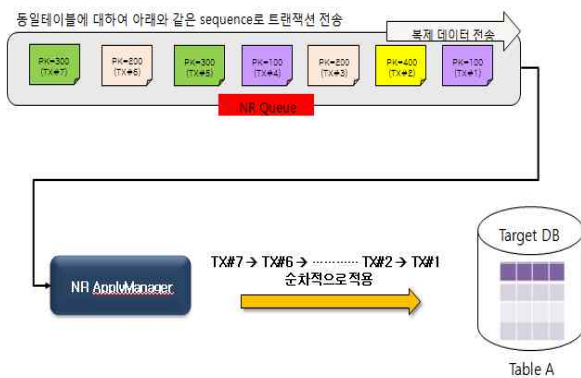 동일테이블에 대하여 아래와 같은 sequence로 트랜잭션 전송
복제 데이터 전송
PK=300
(TX#7)
PK=200
(TX#6)
PK=300
(TX#5)
PK=100
(TX#4)
PK=200
(TX#3)
PK=400
(TX#2)
PK=100
(TX#1)
NR Queue
NR ApplyManager
TX#7 → TX#6 → ··········· TX#2 → TX#1
순차적으로 적용
Target DB
Table A